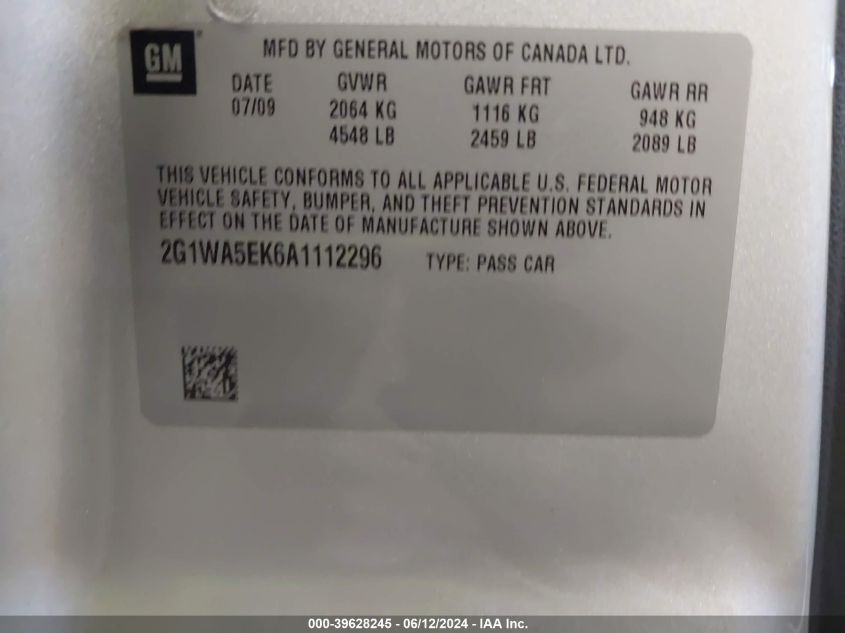 GM
MFD BY GENERAL MOTORS OF CANADA LTD.
DATE GVWR GAWR FRT GAWR RR
07/09 2064 KG 1116 KG 948 KG
4548 LB 2459 LB 2089 LB
THIS VEHICLE CONFORMS TO ALL APPLICABLE U.S. FEDERAL MOTOR
VEHICLE SAFETY, BUMPER, AND THEFT PREVENTION STANDARDS IN
EFFECT ON THE DATE OF MANUFACTURE SHOWN ABOVE.
2G1WA5EK6A1112296 TYPE: PASS CAR
000-39628245 - 06/12/2024 - IAA Inc.